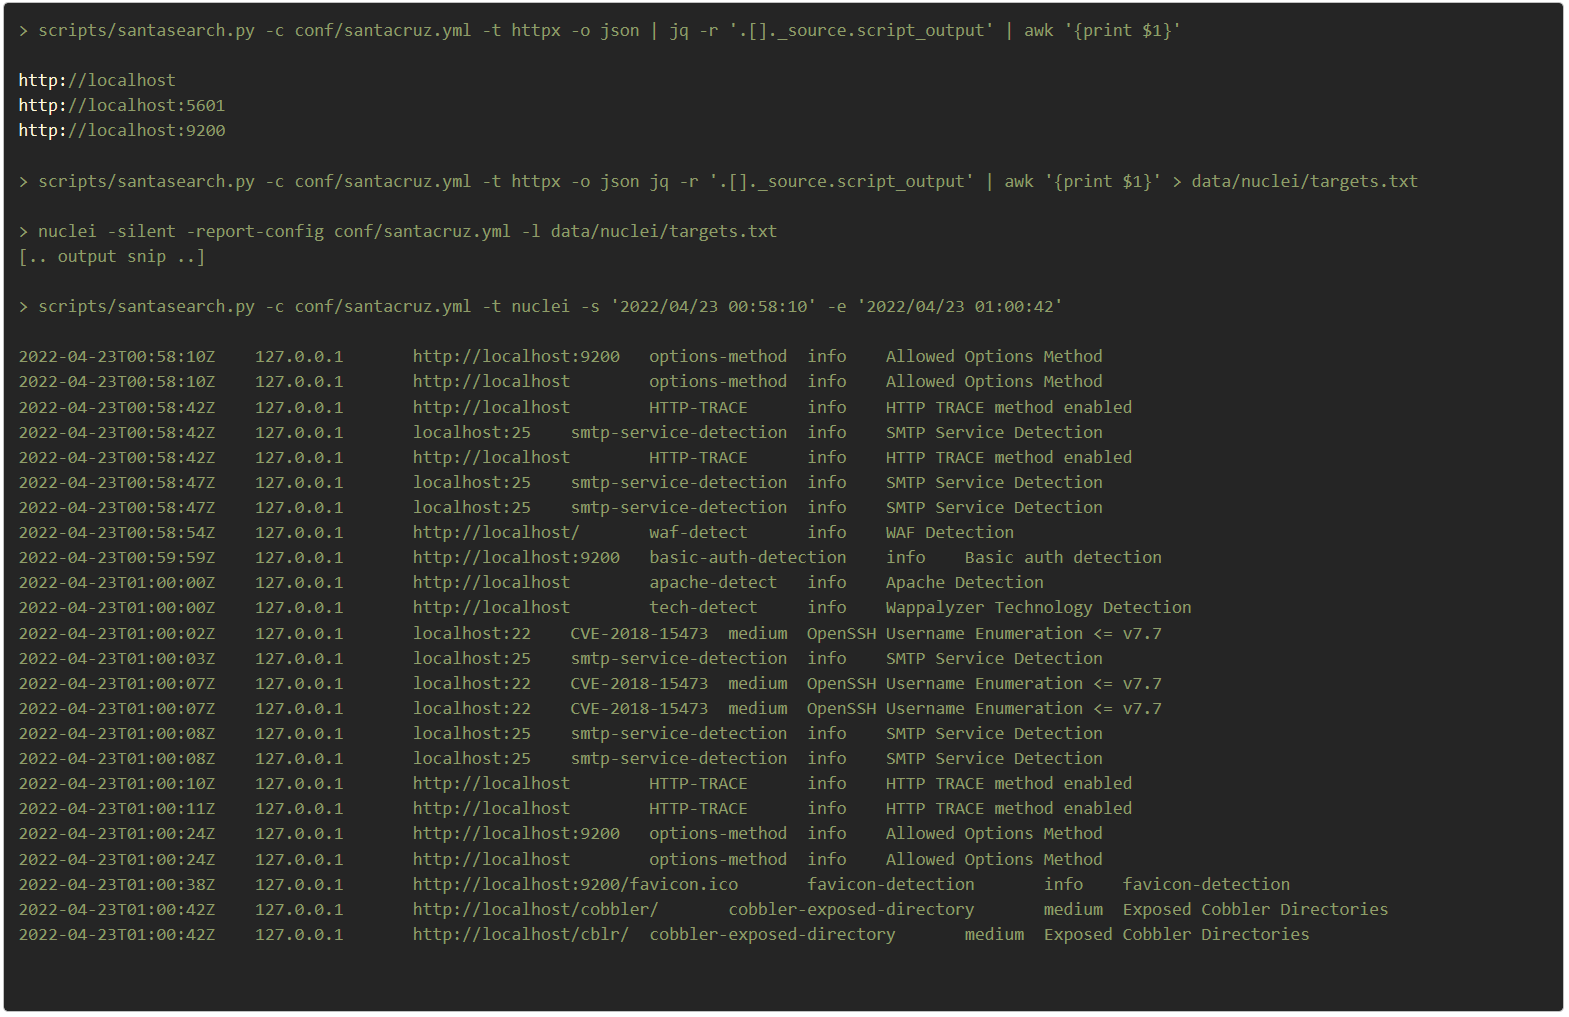 > scripts/santasearch.py -c conf/santacruz.yml -t httpx -o json | jq -r '.[]._source.script_output' | awk '{print $1}'
http://localhost
http://localhost:5601
http://localhost:9200
> scripts/santasearch.py -c conf/santacruz.yml -t httpx -o json jq -r '.[]._source.script_output' | awk '{print $1}' > data/nuclei/targets.txt
> nuclei -silent -report-config conf/santacruz.yml -l data/nuclei/targets.txt
[.. output snip ..]
> scripts/santasearch.py -c conf/santacruz.yml -t nuclei -s '2022/04/23 00:58:10' -e '2022/04/23 01:00:42'
2022-04-23T00:58:10Z    127.0.0.1       http://localhost:9200   options-method  info    Allowed Options Method
2022-04-23T00:58:10Z    127.0.0.1       http://localhost        options-method  info    Allowed Options Method
2022-04-23T00:58:42Z    127.0.0.1       http://localhost        HTTP-TRACE      info    HTTP TRACE method enabled
2022-04-23T00:58:42Z    127.0.0.1       localhost:25    smtp-service-detection  info    SMTP Service Detection
2022-04-23T00:58:42Z    127.0.0.1       http://localhost        HTTP-TRACE      info    HTTP TRACE method enabled
2022-04-23T00:58:47Z    127.0.0.1       localhost:25    smtp-service-detection  info    SMTP Service Detection
2022-04-23T00:58:47Z    127.0.0.1       localhost:25    smtp-service-detection  info    SMTP Service Detection
2022-04-23T00:58:54Z    127.0.0.1       http://localhost/       waf-detect      info    WAF Detection
2022-04-23T00:59:59Z    127.0.0.1       http://localhost:9200   basic-auth-detection    info    Basic auth detection
2022-04-23T01:00:00Z    127.0.0.1       http://localhost        apache-detect   info    Apache Detection
2022-04-23T01:00:00Z    127.0.0.1       http://localhost        tech-detect     info    Wappalyzer Technology Detection
2022-04-23T01:00:02Z    127.0.0.1       localhost:22    CVE-2018-15473  medium  OpenSSH Username Enumeration <= v7.7
2022-04-23T01:00:03Z    127.0.0.1       localhost:25    smtp-service-detection  info    SMTP Service Detection
2022-04-23T01:00:07Z    127.0.0.1       localhost:22    CVE-2018-15473  medium  OpenSSH Username Enumeration <= v7.7
2022-04-23T01:00:07Z    127.0.0.1       localhost:22    CVE-2018-15473  medium  OpenSSH Username Enumeration <= v7.7
2022-04-23T01:00:08Z    127.0.0.1       localhost:25    smtp-service-detection  info    SMTP Service Detection
2022-04-23T01:00:08Z    127.0.0.1       localhost:25    smtp-service-detection  info    SMTP Service Detection
2022-04-23T01:00:10Z    127.0.0.1       http://localhost        HTTP-TRACE      info    HTTP TRACE method enabled
2022-04-23T01:00:11Z    127.0.0.1       http://localhost        HTTP-TRACE      info    HTTP TRACE method enabled
2022-04-23T01:00:24Z    127.0.0.1       http://localhost:9200   options-method  info    Allowed Options Method
2022-04-23T01:00:24Z    127.0.0.1       http://localhost        options-method  info    Allowed Options Method
2022-04-23T01:00:38Z    127.0.0.1       http://localhost:9200/favicon.ico       favicon-detection       info    favicon-detection
2022-04-23T01:00:42Z    127.0.0.1       http://localhost/cobbler/       cobbler-exposed-directory       medium  Exposed Cobbler Directories
2022-04-23T01:00:42Z    127.0.0.1       http://localhost/cblr/  cobbler-exposed-directory       medium  Exposed Cobbler Directories